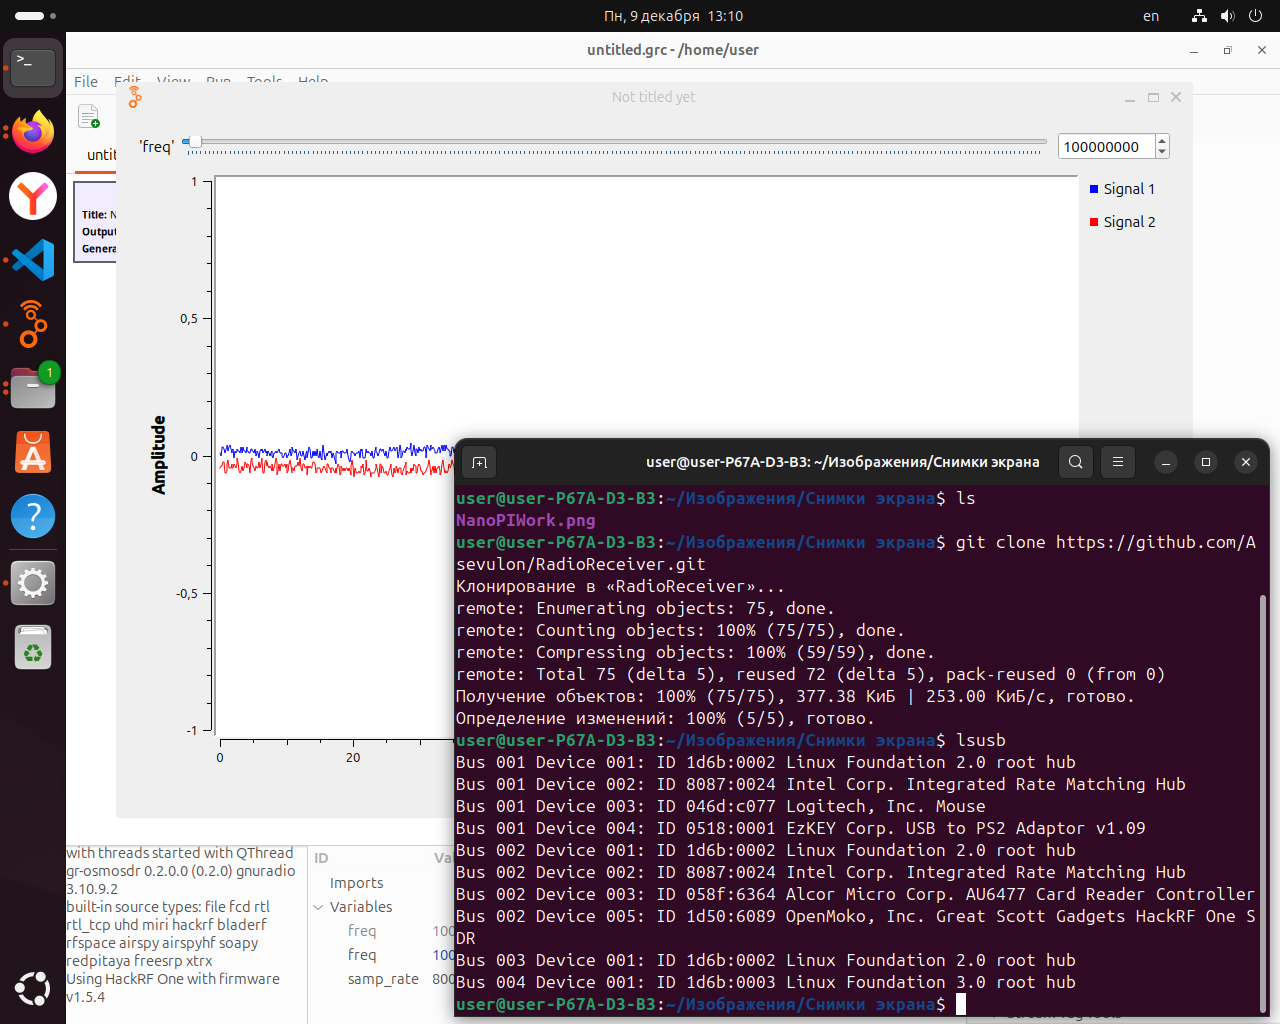 Пн, 9 декабря 13:10
en
untitled.grc - /home/user
File Edit View Run Tools Help
Not titled yet
'freq'
100000000
1
Signal 1
Signal 2
Title:
Output
Genera
0,5
Amplitude
0
-0,5
-1
0
20
1
user@user-P67A-D3-B3: ~/Изображения/Снимки экрана
user@user-P67A-D3-B3:~/Изображения/Снимки экрана$ ls
NanoPIWork.png
user@user-P67A-D3-B3:~/Изображения/Снимки экрана$ git clone https://github.com/A
sevulon/RadioReceiver.git
Клонирование в «RadioReceiver»...
remote: Enumerating objects: 75, done.
remote: Counting objects: 100% (75/75), done.
remote: Compressing objects: 100% (59/59), done.
remote: Total 75 (delta 5), reused 72 (delta 5), pack-reused 0 (from 0)
Получение объектов: 100% (75/75), 377.38 КиБ | 253.00 КиБ/с, готово.
Определение изменений: 100% (5/5), готово.
user@user-P67A-D3-B3:~/Изображения/Снимки экрана$ lsusb
Bus 001 Device 001: ID 1d6b:0002 Linux Foundation 2.0 root hub
Bus 001 Device 002: ID 8087:0024 Intel Corp. Integrated Rate Matching Hub
Bus 001 Device 003: ID 046d:c077 Logitech, Inc. Mouse
Bus 001 Device 004: ID 0518:0001 EzKEY Corp. USB to PS2 Adaptor v1.09
Bus 002 Device 001: ID 1d6b:0002 Linux Foundation 2.0 root hub
Bus 002 Device 002: ID 8087:0024 Intel Corp. Integrated Rate Matching Hub
Bus 002 Device 003: ID 058f:6364 Alcor Micro Corp. AU6477 Card Reader Controller
Bus 002 Device 005: ID 1d50:6089 OpenMoko, Inc. Great Scott Gadgets HackRF One S
DR
Bus 003 Device 001: ID 1d6b:0002 Linux Foundation 2.0 root hub
Bus 004 Device 001: ID 1d6b:0003 Linux Foundation 3.0 root hub
user@user-P67A-D3-B3:~/Изображения/Снимки экрана$
with threads started with QThread
gr-osmosdr 0.2.0.0 (0.2.0) gnuradio
3.10.9.2
built-in source types: file fcd rtl
rtl_tcp uhd miri hackrf bladerf
rfspace airspy airspyhf soapy
redpitaya freesrp xtrx
Using HackRF One with firmware
v1.5.4
ID
Imports
Variables
freq 100
freq 100
samp_rate 800